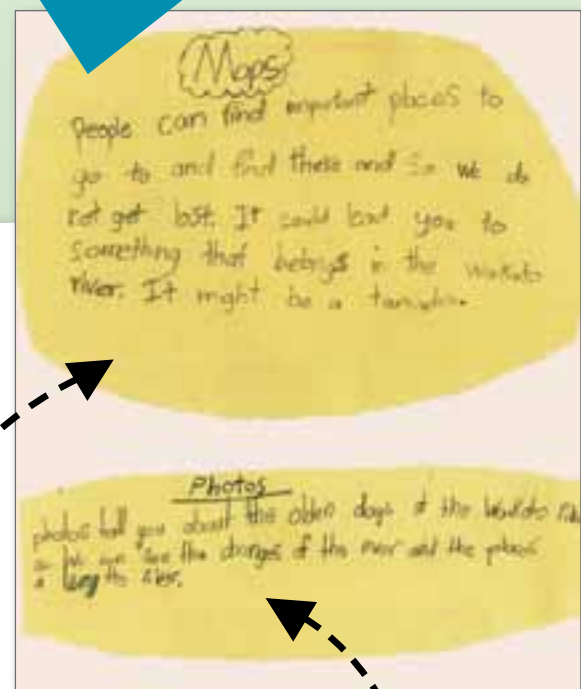 Maps
People can find important places to
go to and find these and so we do
not get lost. It could lead you to
something that belongs in the waikato
river. It might be a taniwha.
Photos
photos tell you about the olden days of the Waikato
we can see the changes of the river and the places
a long the river.